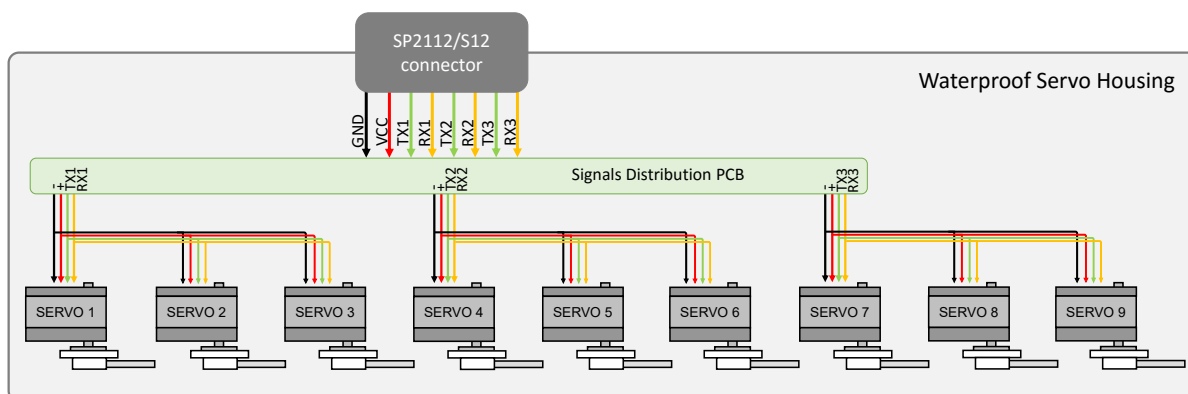 SP2112/S12
connector
Waterproof Servo Housing
GND
VCC
TX1
RX1
TX2
RX2
TX3
RX3
Signals Distribution PCB
-
+
TX1
RX1
-
+
TX2
RX2
-
+
TX3
RX3
SERVO 1
SERVO 2
SERVO 3
SERVO 4
SERVO 5
SERVO 6
SERVO 7
SERVO 8
SERVO 9